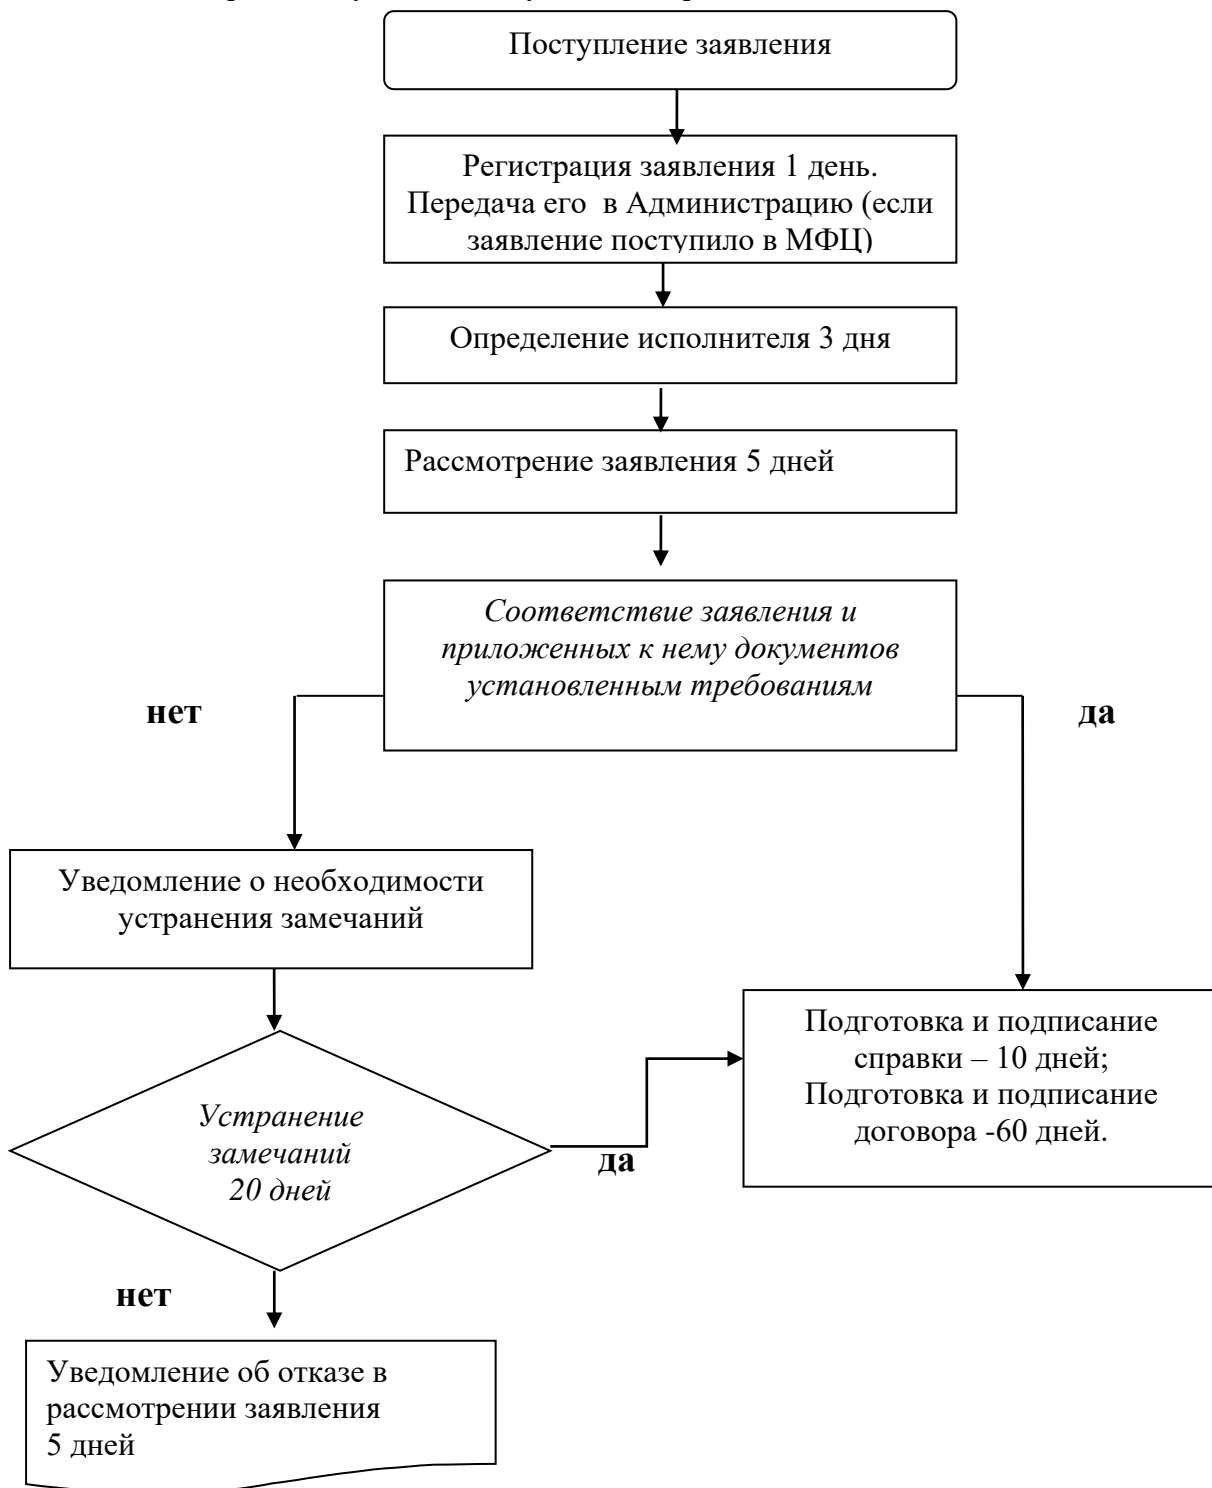 Поступление заявления
Регистрация заявления 1 день.
Передача его  в Администрацию (если
заявление поступило в МФЦ)
Определение исполнителя 3 дня
Рассмотрение заявления 5 дней
Соответствие заявления и
приложенных к нему документов
установленным требованиям
нет
да
Уведомление о необходимости
устранения замечаний
Подготовка и подписание
справки – 10 дней;
Подготовка и подписание
договора -60 дней.
Устранение
замечаний
20 дней
да
нет
Уведомление об отказе в
рассмотрении заявления
5 дней